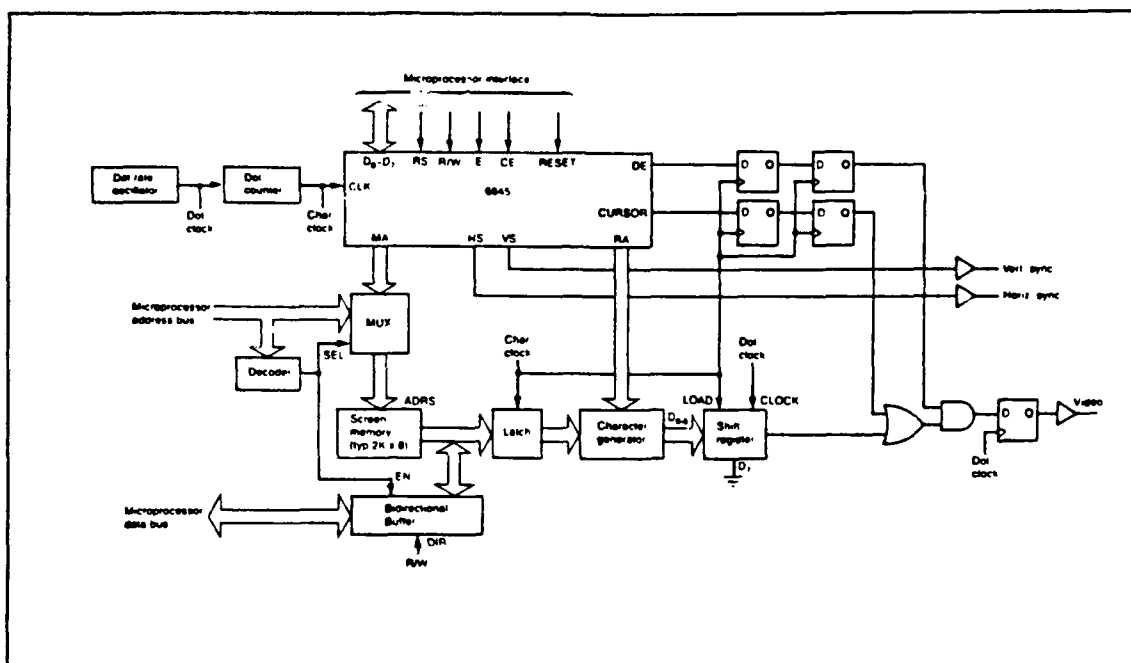 Microprocessor interface
D0-D7 RS R/W E CE RESET
DE
Dot rate
oscillator
Dot
counter
CLK
6845
Dot
clock
Char
clock
CURSOR
MA HS VS RA
Vert sync
Horiz sync
Microprocessor
address bus
MUX
SEL
Decoder
Char
clock
Dot
clock
ADRS
LOAD CLOCK
Screen
memory
(typ 2K x 8)
Latch
Character
generator
Shift
register
D7
EN
Microprocessor
data bus
Bidirectional
Buffer
DIR
R/W
D Q
D Q
D Q
D Q
D Q
Video
Dot
clock